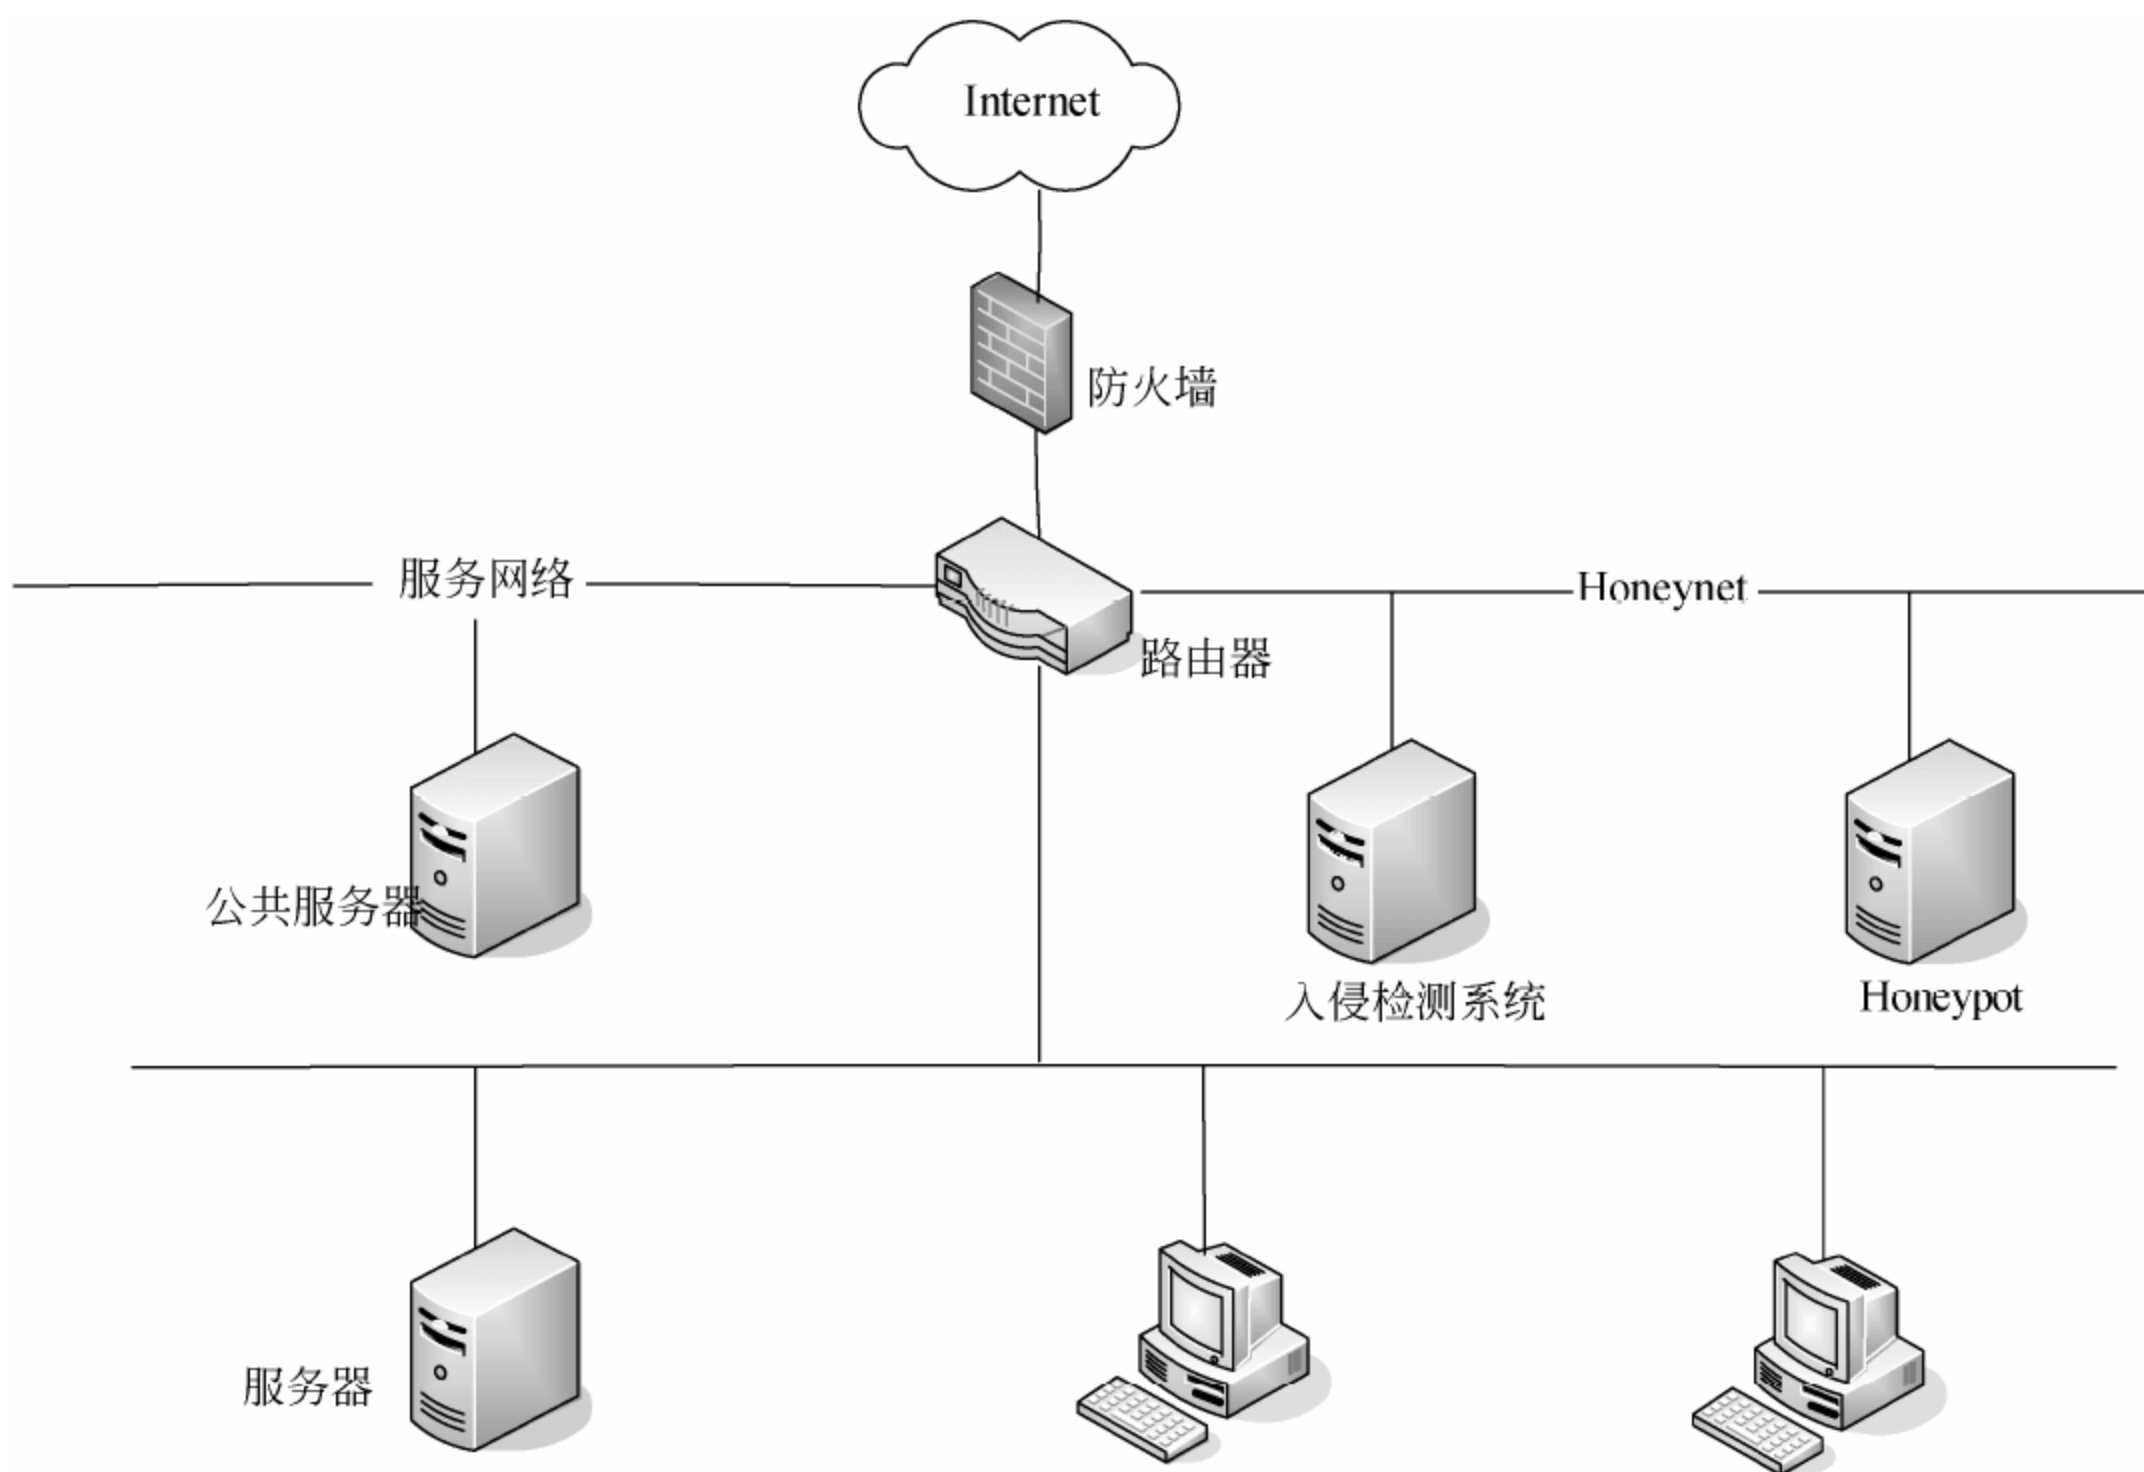 Internet
防火墙
服务网络
Honeynet
路由器
公共服务器
入侵检测系统
Honeypot
服务器